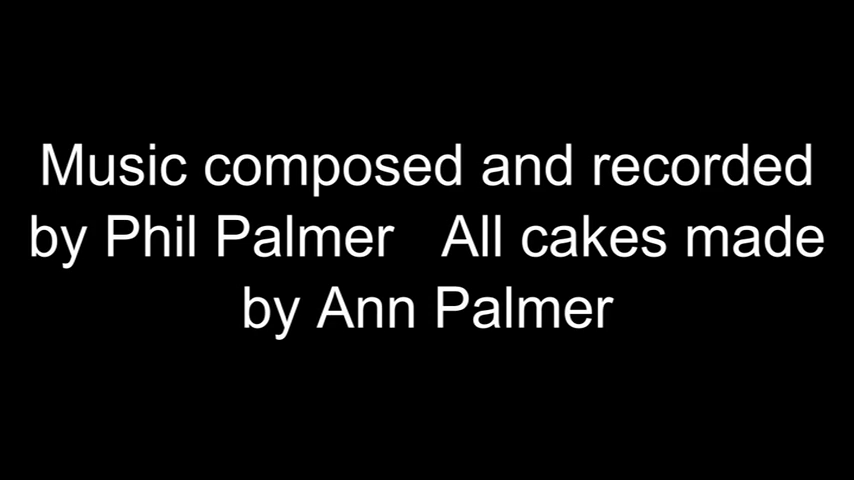 Music composed and recorded
by Phil Palmer   All cakes made
by Ann Palmer